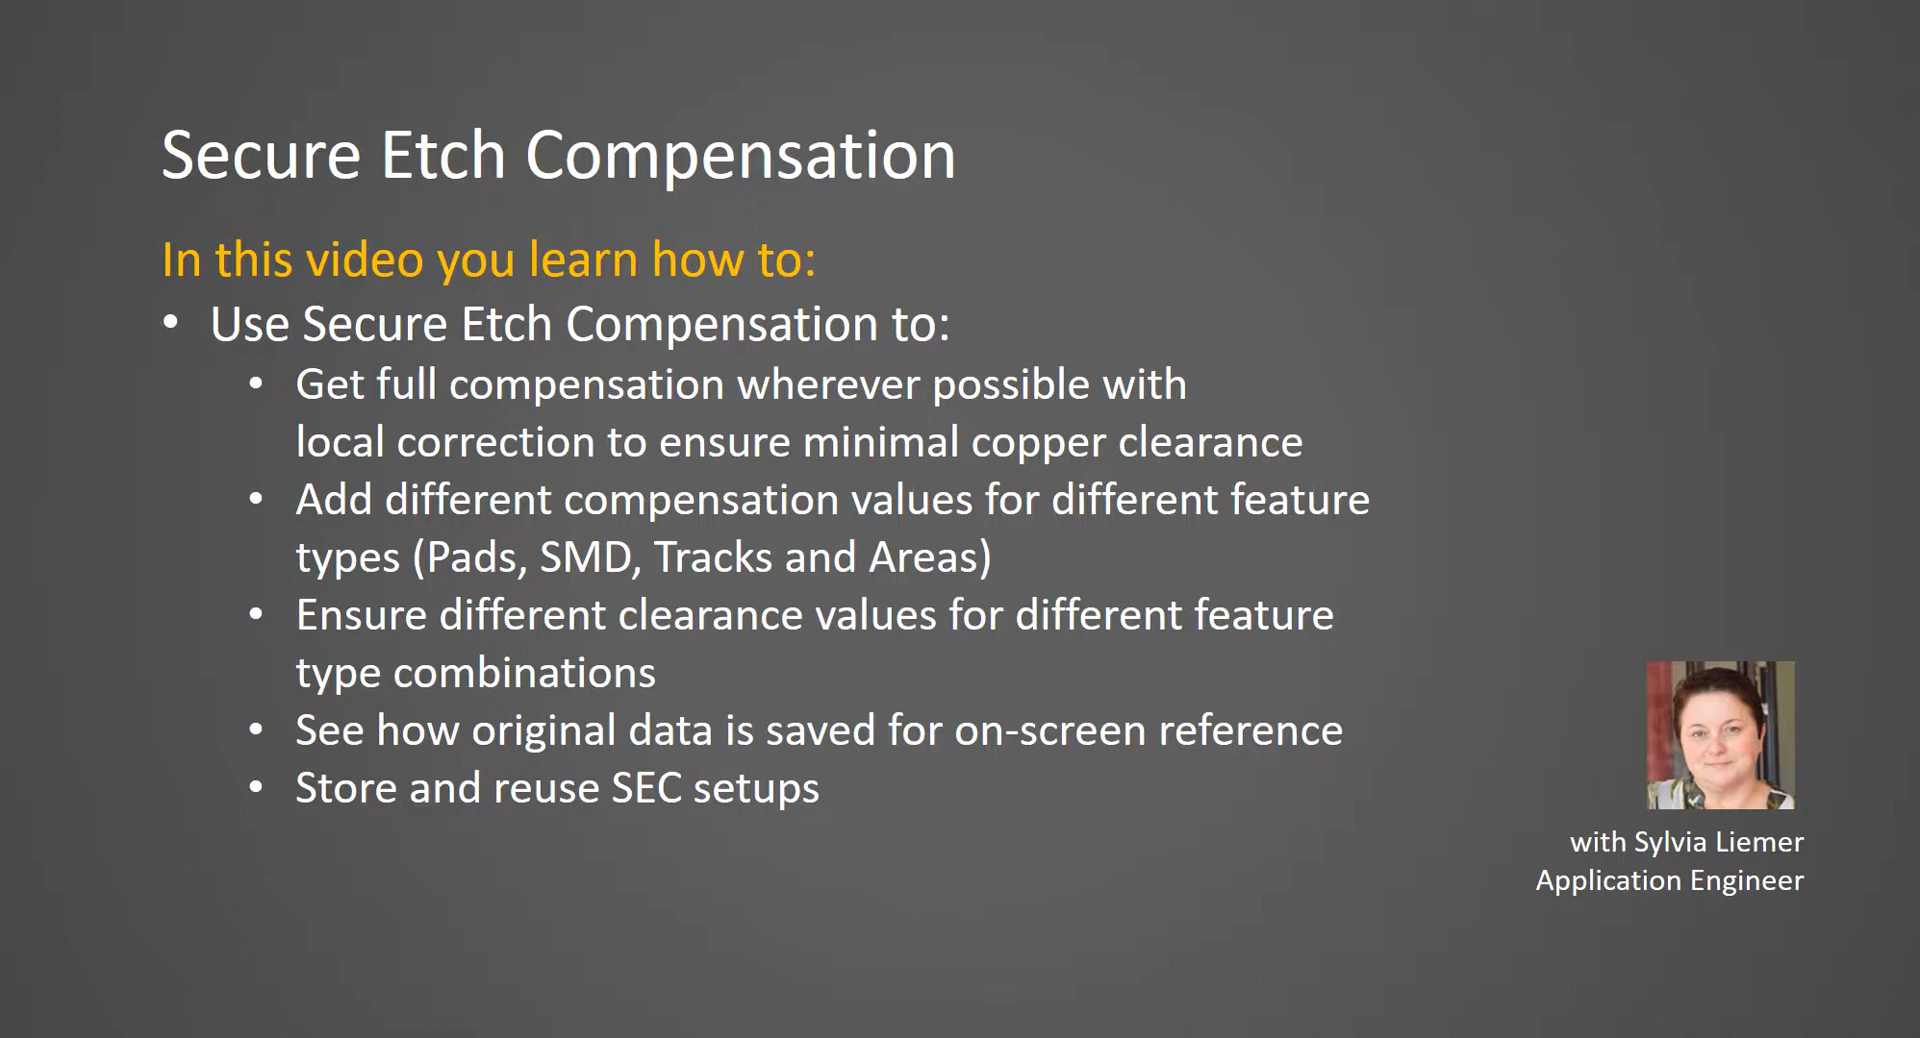 Secure Etch Compensation
In this video you learn how to:
• Use Secure Etch Compensation to:
• Get full compensation wherever possible with
local correction to ensure minimal copper clearance
• Add different compensation values for different feature
types (Pads, SMD, Tracks and Areas)
• Ensure different clearance values for different feature
type combinations
• See how original data is saved for on-screen reference
• Store and reuse SEC setups
with Sylvia Liemer
Application Engineer